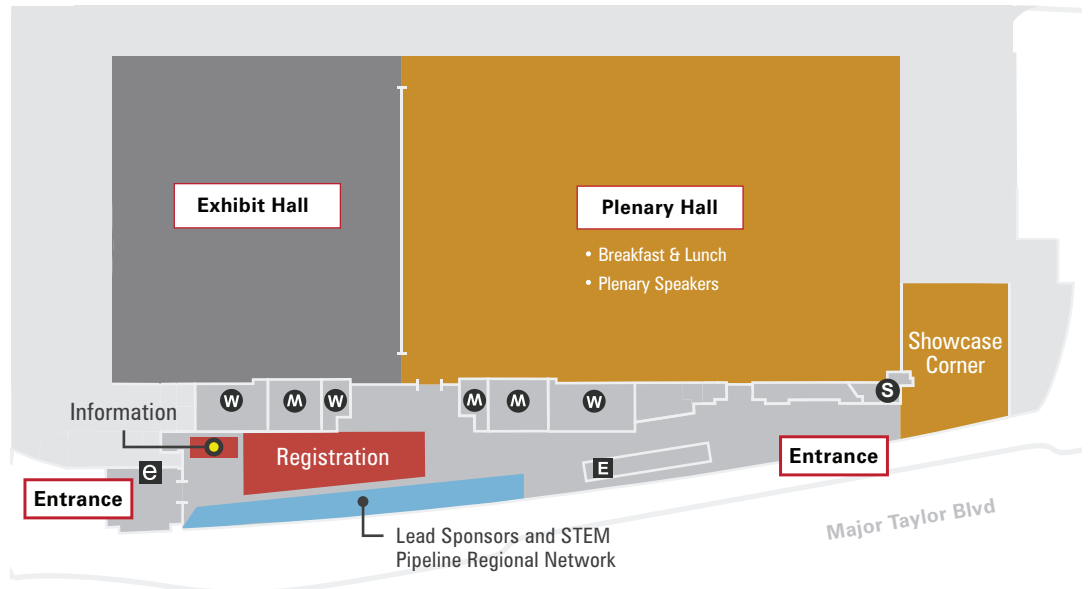 Exhibit Hall
Plenary Hall
• Breakfast & Lunch
• Plenary Speakers
Showcase
Corner
W
M
W
M
M
W
S
Information
Registration
e
E
Entrance
Entrance
Lead Sponsors and STEM
Pipeline Regional Network
Major Taylor Blvd